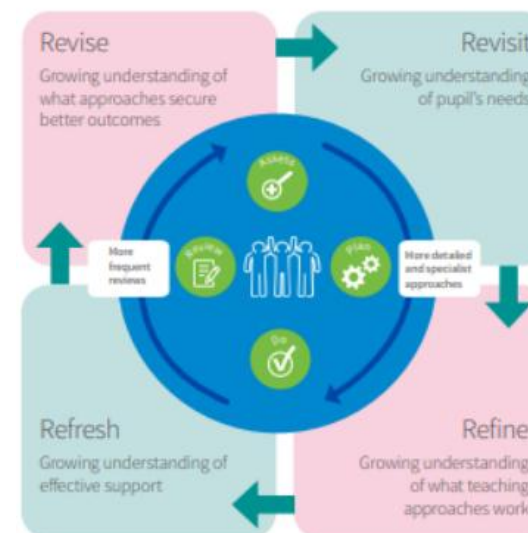 Revise
Growing understanding of
what approaches secure
better outcomes
Revisit
Growing understanding
of pupil's needs
Assess
Review
Plan
Do
More
frequent
reviews
More detailed
and specialist
approaches
Refresh
Growing understanding of
effective support
Refine
Growing understanding
of what teaching
approaches work